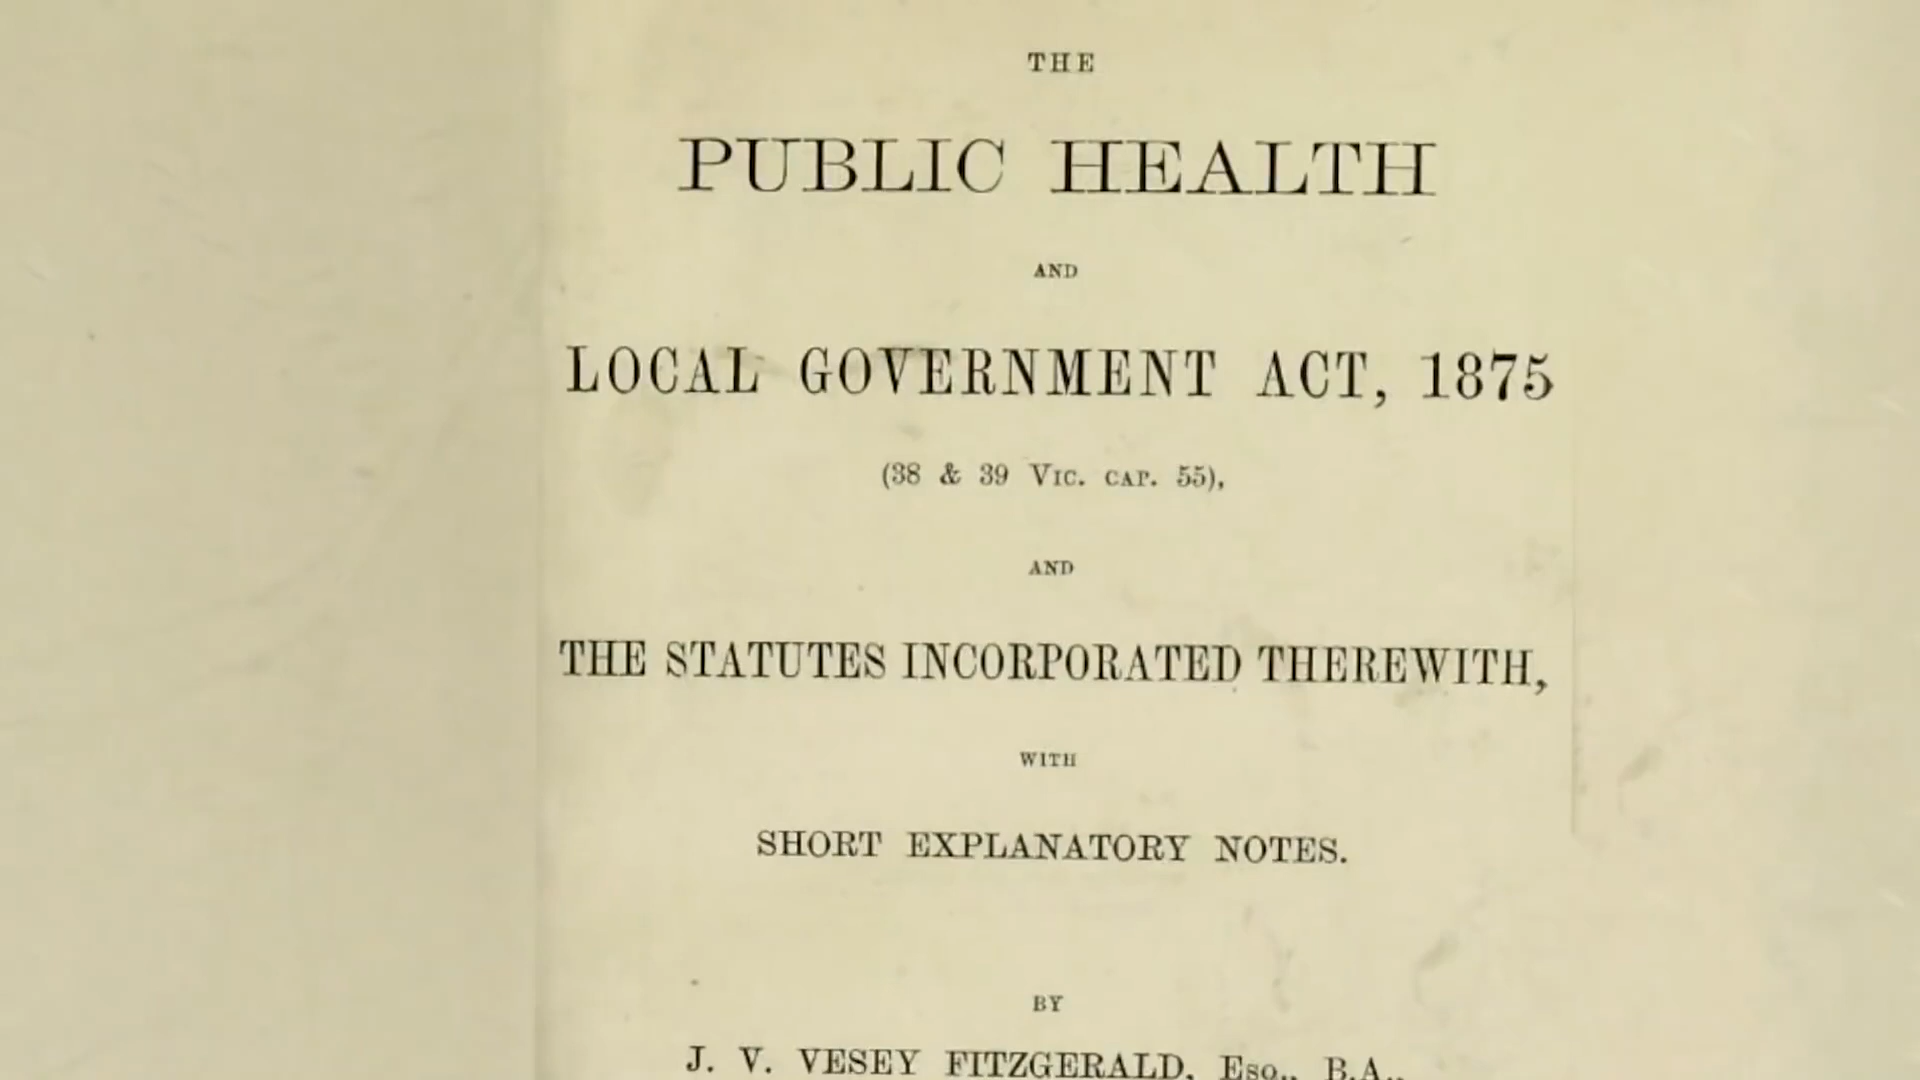 THE
PUBLIC HEALTH
AND
LOCAL GOVERNMENT ACT, 1875
(38 & 39 VIC. CAP. 55),
AND
THE STATUTES INCORPORATED THEREWITH,
WITH
SHORT EXPLANATORY NOTES.
BY
J. V. VESEY FITZGERALD, ESQ., B.A.,